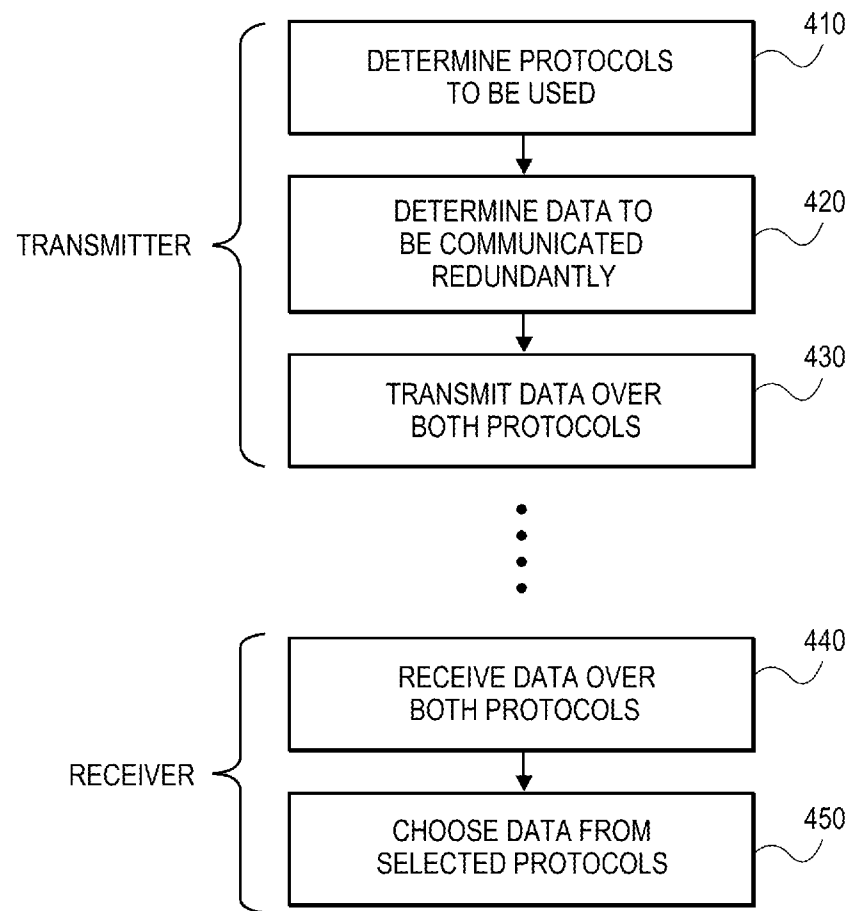 410
DETERMINE PROTOCOLS
TO BE USED
420
DETERMINE DATA TO
BE COMMUNICATED
REDUNDANTLY
TRANSMITTER
430
TRANSMIT DATA OVER
BOTH PROTOCOLS
440
RECEIVE DATA OVER
BOTH PROTOCOLS
RECEIVER
450
CHOOSE DATA FROM
SELECTED PROTOCOLS